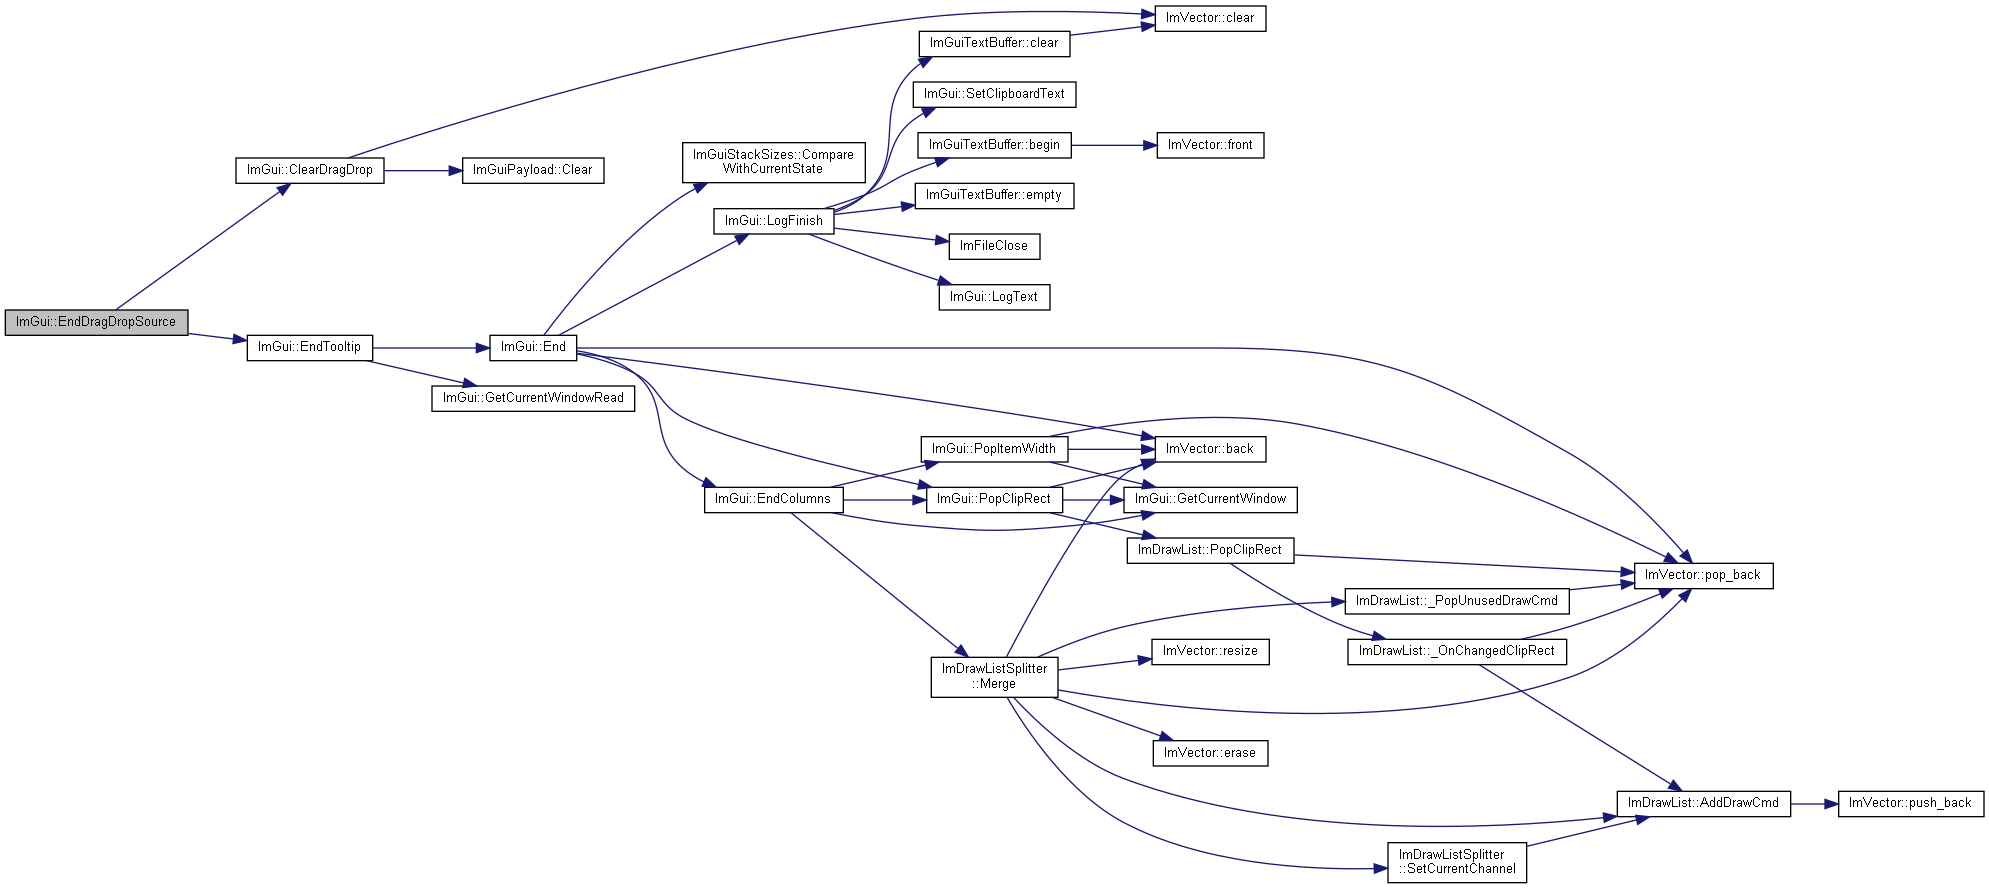 ImVector::clear
ImGuiTextBuffer::clear
ImGui::SetClipboardText
ImGuiTextBuffer::begin
ImVector::front
ImGuiStackSizes::Compare
WithCurrentState
ImGui::ClearDragDrop
ImGuiPayload::Clear
ImGuiTextBuffer::empty
ImGui::LogFinish
ImFileClose
ImGui::LogText
ImGui::EndDragDropSource
ImGui::EndTooltip
ImGui::End
ImGui::GetCurrentWindowRead
ImGui::PopItemWidth
ImVector::back
ImGui::EndColumns
ImGui::PopClipRect
ImGui::GetCurrentWindow
ImDrawList::PopClipRect
ImVector::pop_back
ImDrawList::_PopUnusedDrawCmd
ImVector::resize
ImDrawList::_OnChangedClipRect
ImDrawListSplitter
::Merge
ImVector::erase
ImDrawList::AddDrawCmd
ImVector::push_back
ImDrawListSplitter
::SetCurrentChannel